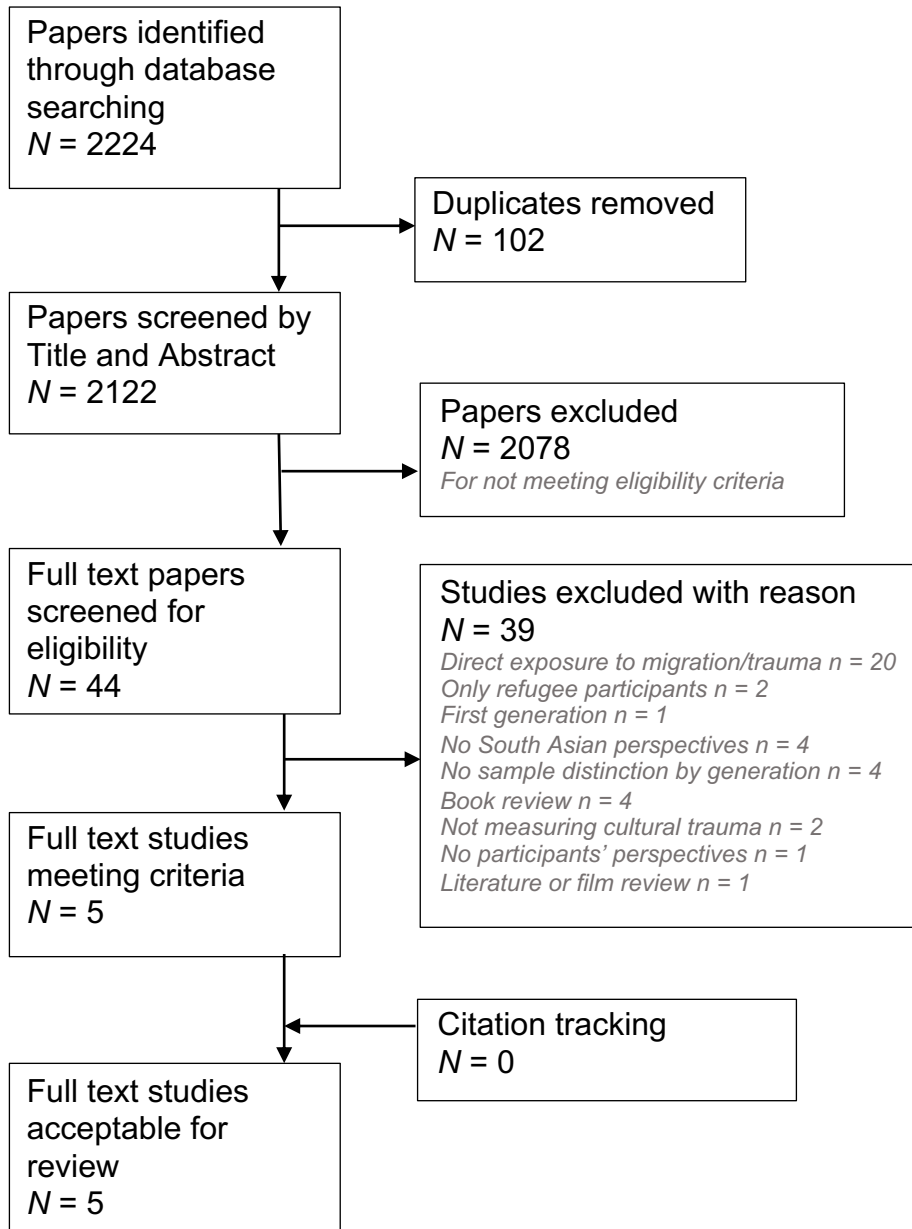 Papers identified
through database
searching
N = 2224
Duplicates removed
N = 102
Papers screened by
Title and Abstract
N = 2122
Papers excluded
N = 2078
For not meeting eligibility criteria
Full text papers
screened for
eligibility
N = 44
Studies excluded with reason
N = 39
Direct exposure to migration/trauma n = 20
Only refugee participants n = 2
First generation n = 1
No South Asian perspectives n = 4
No sample distinction by generation n = 4
Book review n = 4
Not measuring cultural trauma n = 2
No participants’ perspectives n = 1
Literature or film review n = 1
Full text studies
meeting criteria
N = 5
Citation tracking
N = 0
Full text studies
acceptable for
review
N = 5